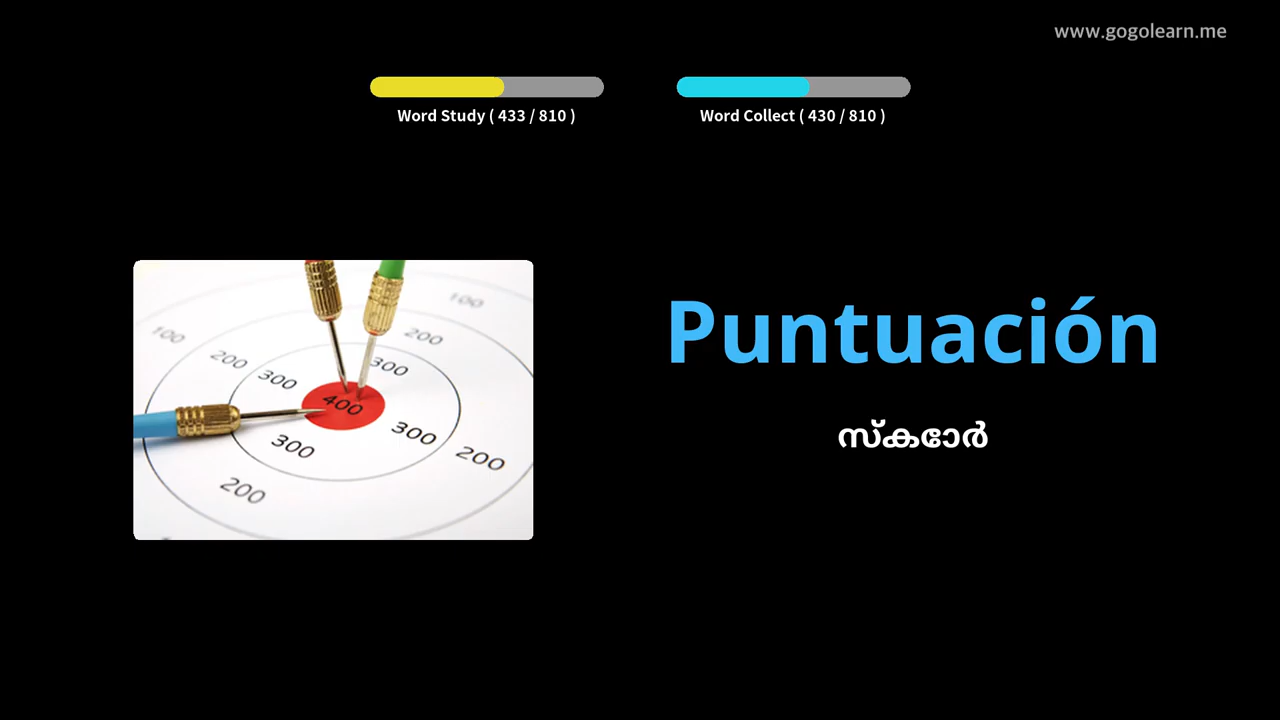 www.gogolearn.me
Word Study ( 433 / 810 )
Word Collect ( 430 / 810 )
Puntuación
സ്കോർ
100
100
200
200
300
300
400
300
300
200
200